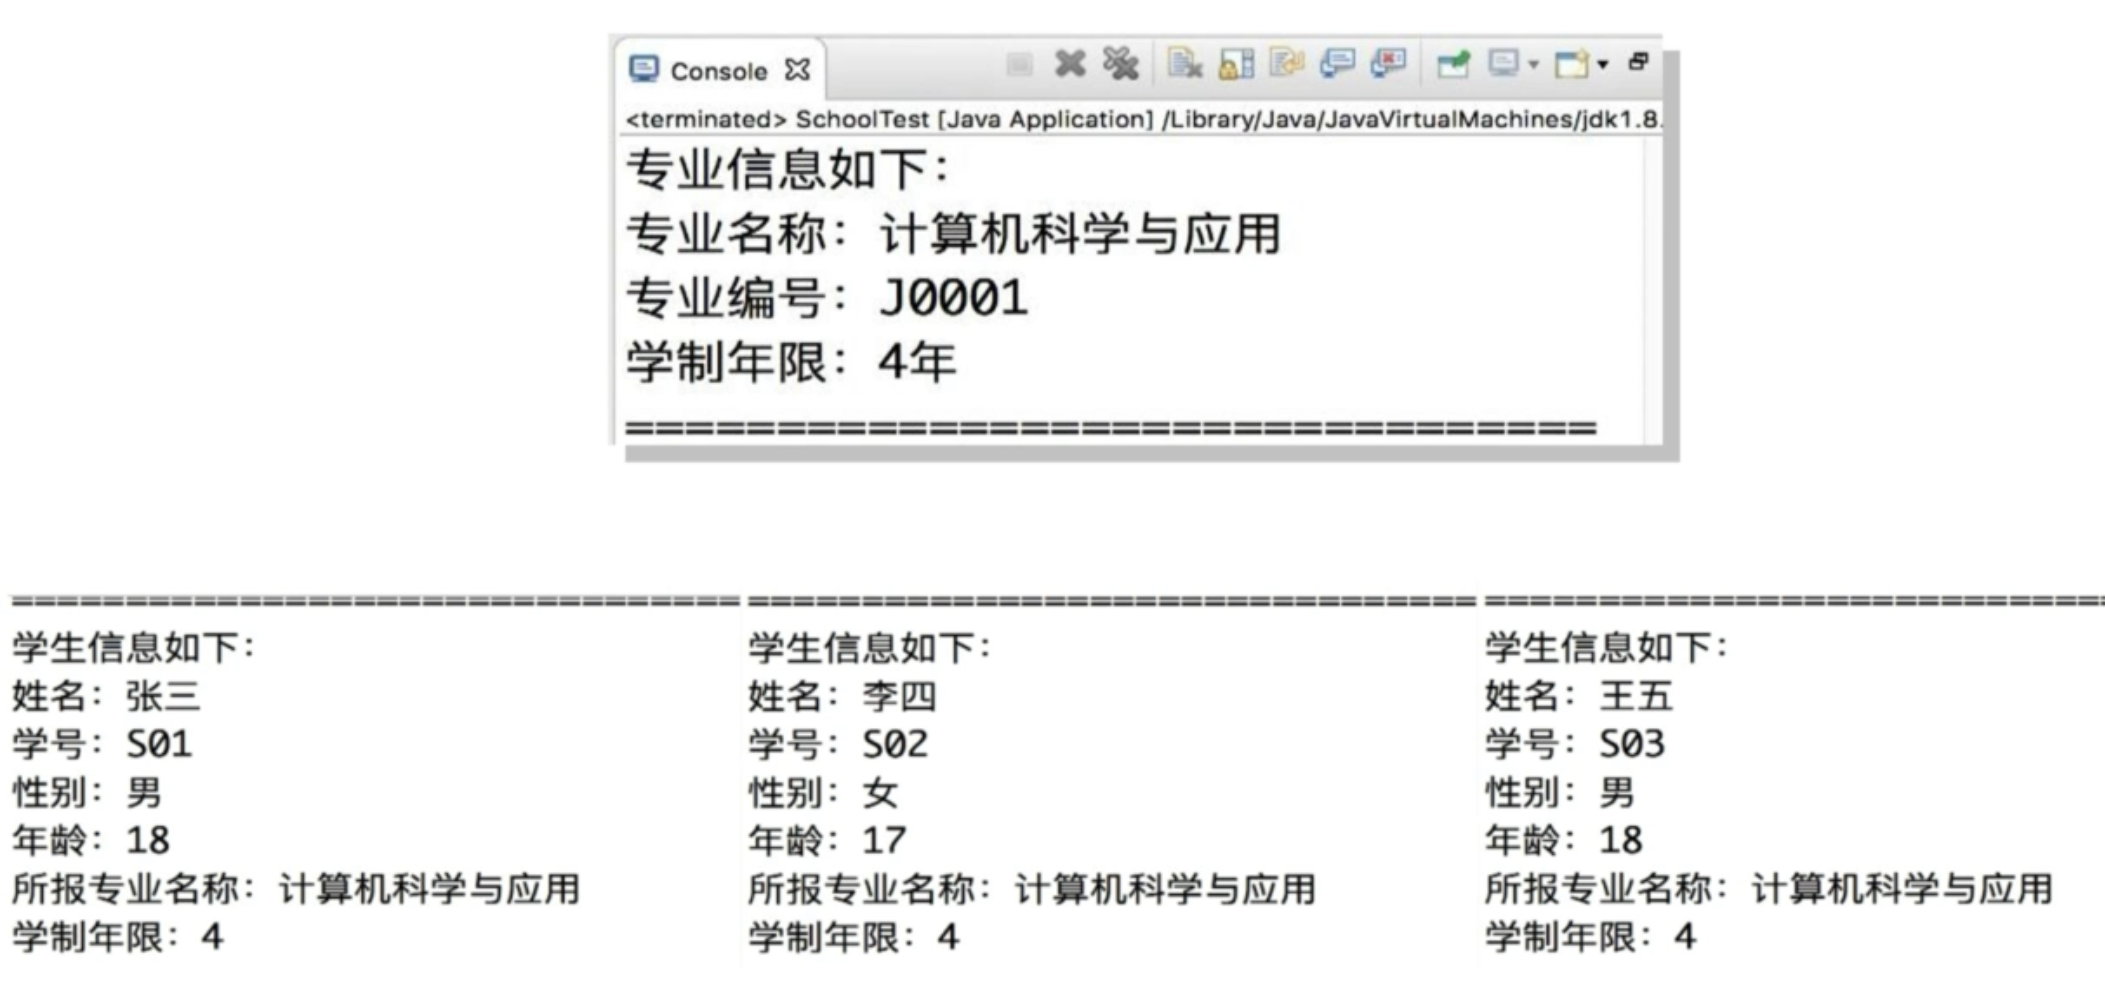 Console
<terminated> SchoolTest [Java Application] /Library/Java/JavaVirtualMachines/jdk1.8.
专业信息如下：
专业名称：计算机科学与应用
专业编号：J0001
学制年限：4年
================================
================================
学生信息如下：
姓名：张三
学号：S01
性别：男
年龄：18
所报专业名称：计算机科学与应用
学制年限：4
================================
学生信息如下：
姓名：李四
学号：S02
性别：女
年龄：17
所报专业名称：计算机科学与应用
学制年限：4
===========================
学生信息如下：
姓名：王五
学号：S03
性别：男
年龄：18
所报专业名称：计算机科学与应用
学制年限：4